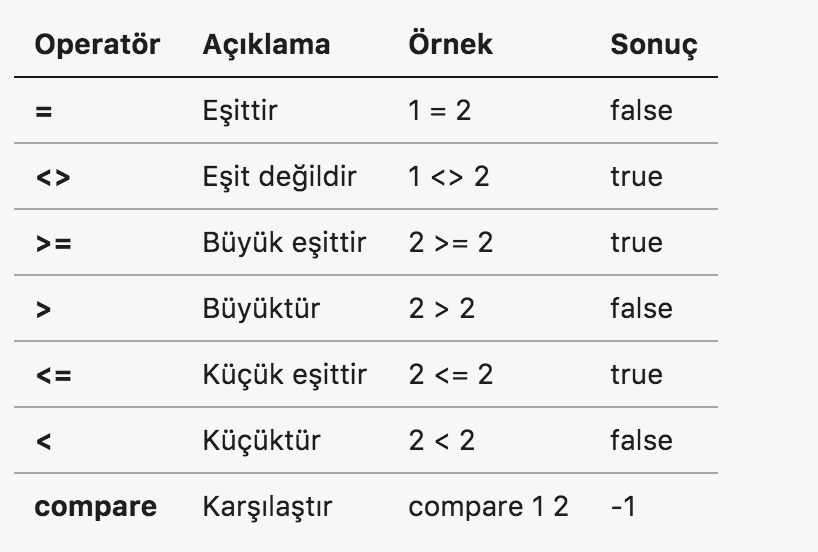 Operatör Açıklama Örnek Sonuç
= Eşittir 1 = 2 false
<> Eşit değildir 1 <> 2 true
>= Büyük eşittir 2 >= 2 true
> Büyüktür 2 > 2 false
<= Küçük eşittir 2 <= 2 true
< Küçüktür 2 < 2 false
compare Karşılaştır compare 1 2 -1